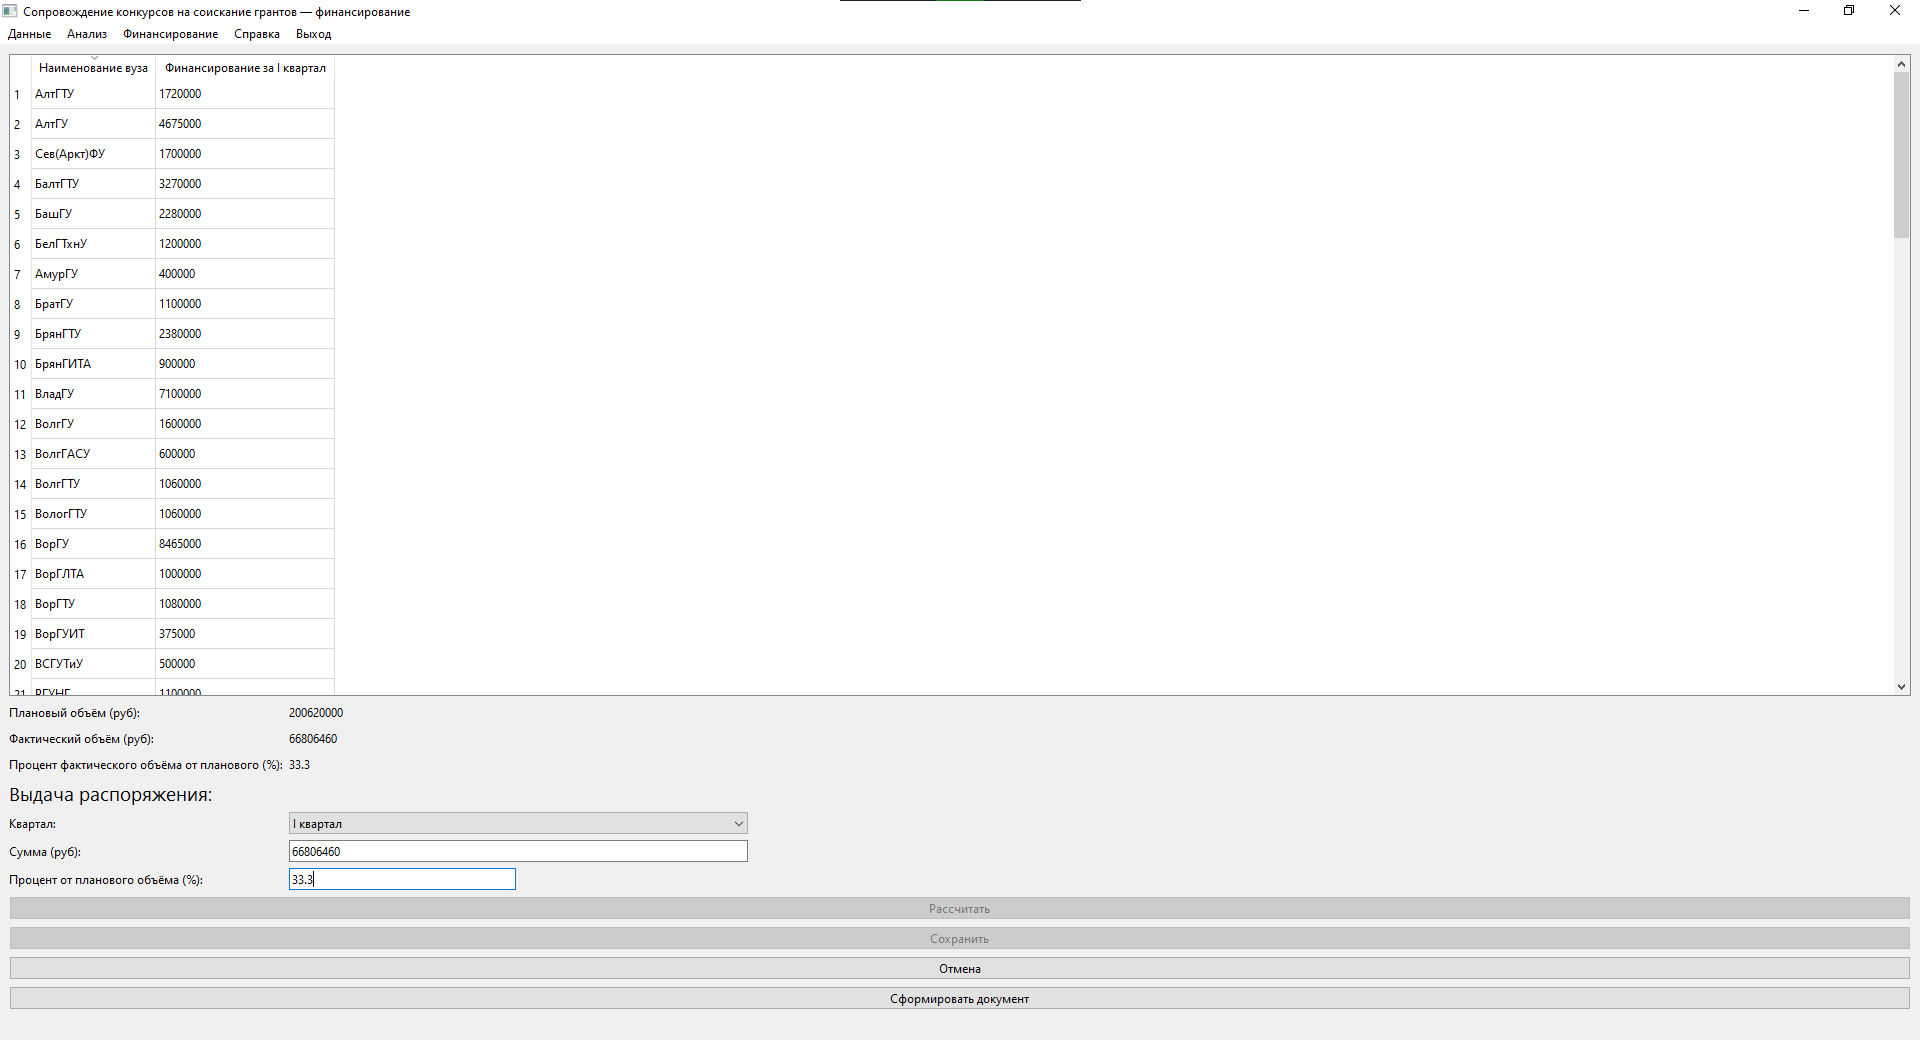 Сопровождение конкурсов на соискание грантов — финансирование
Данные Анализ Финансирование Справка Выход
Наименование вуза Финансирование за I квартал
1 АлтГТУ 1720000
2 АлтГУ 4675000
3 Сев(Аркт)ФУ 1700000
4 БалтГТУ 3270000
5 БашГУ 2280000
6 БелГТхнУ 1200000
7 АмурГУ 400000
8 БратГУ 1100000
9 БрянГТУ 2380000
10 БрянГИТА 900000
11 ВладГУ 7100000
12 ВолгГУ 1600000
13 ВолгГАСУ 600000
14 ВолгГТУ 1060000
15 ВологГТУ 1060000
16 ВорГУ 8465000
17 ВорГЛТА 1000000
18 ВорГТУ 1080000
19 ВорГУИТ 375000
20 ВСГУТиУ 500000
21 1100000
Плановый объём (руб): 200620000
Фактический объём (руб): 66806460
Процент фактического объёма от планового (%): 33.3
Выдача распоряжения:
Квартал: I квартал
Сумма (руб): 66806460
Процент от планового объёма (%): 33.3
Рассчитать
Сохранить
Отмена
Сформировать документ